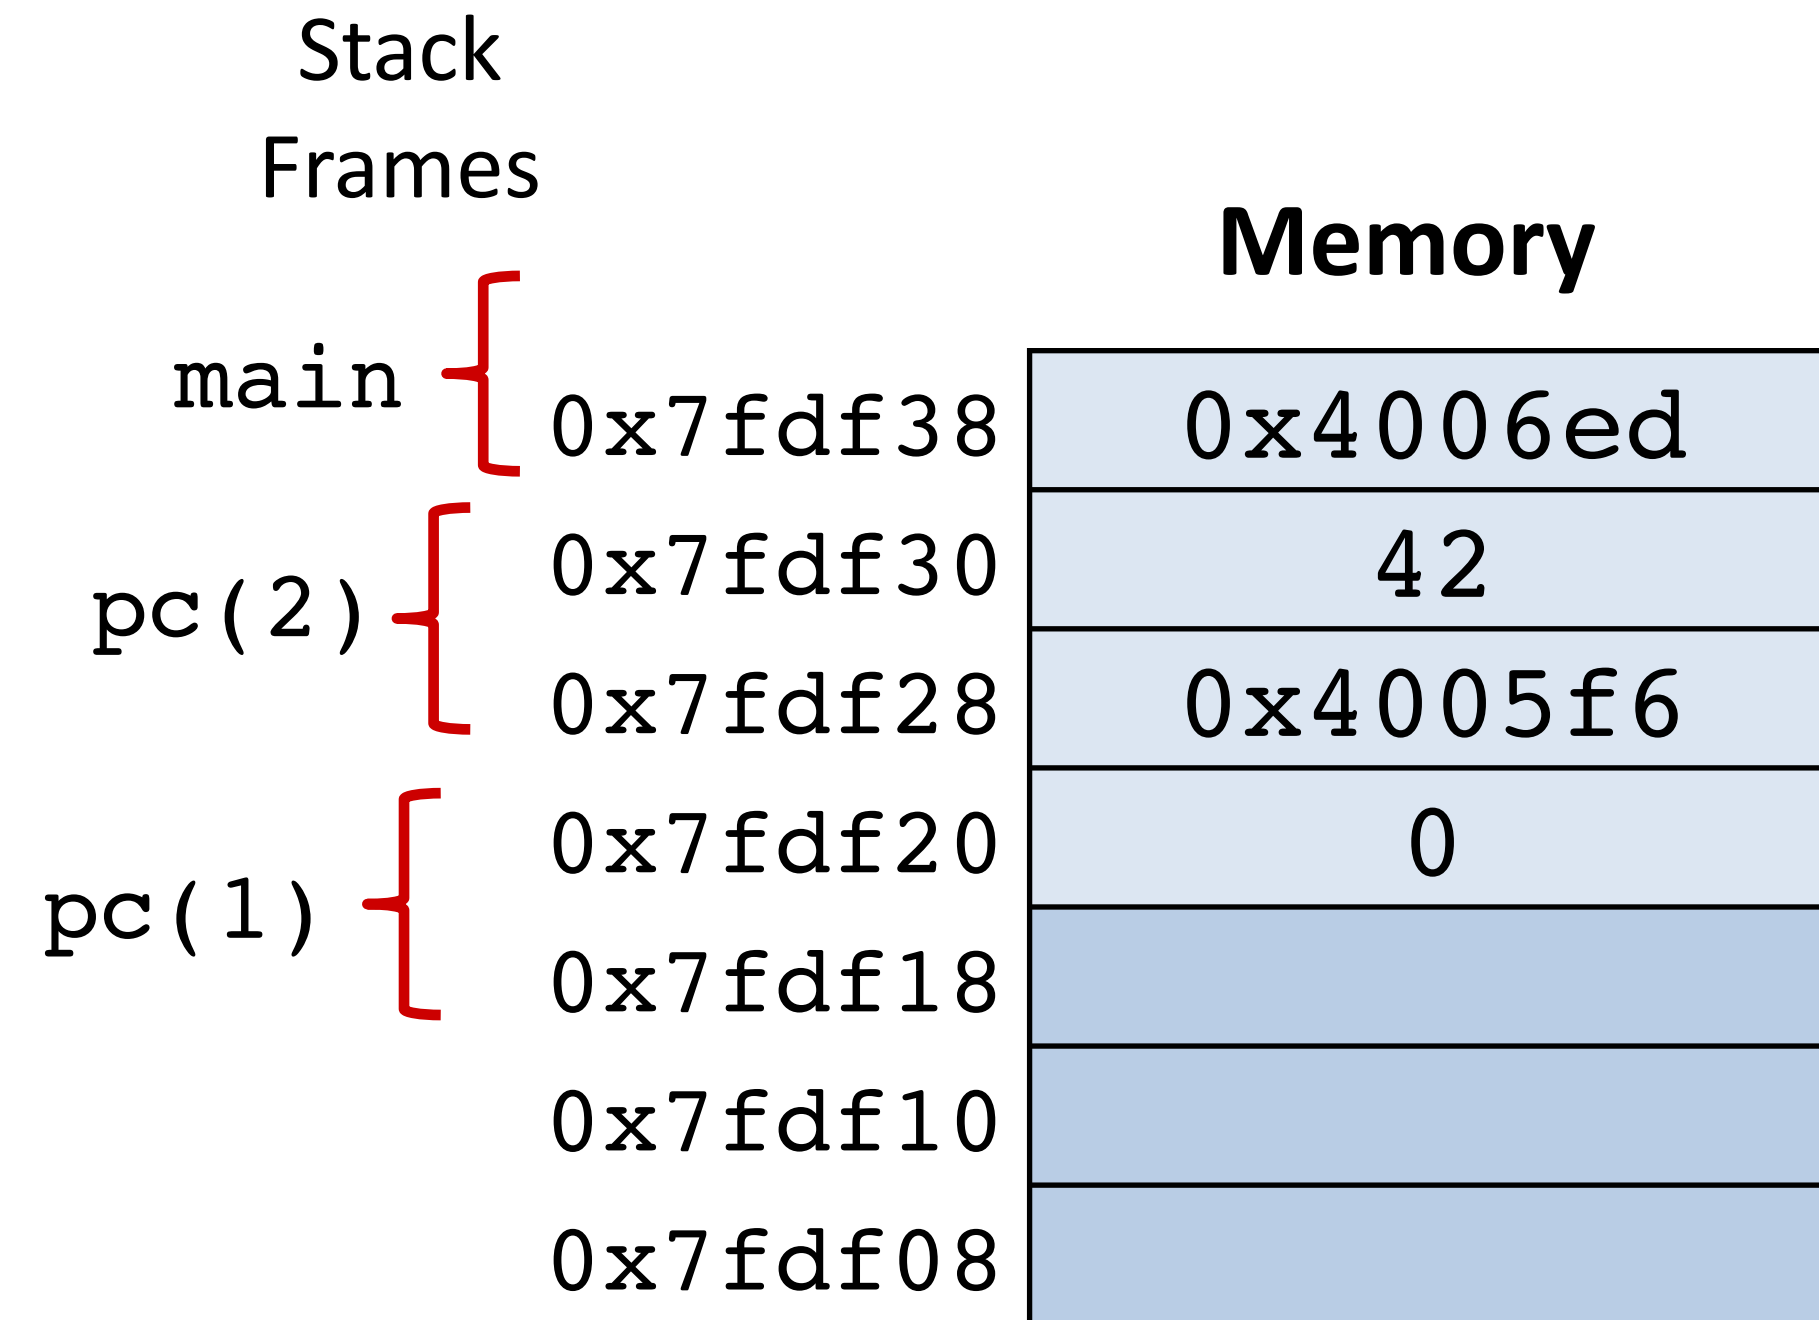 Stack
Frames
Memory
main
0x7fdf38 0x4006ed
0x7fdf30 42
pc(2)
0x7fdf28 0x4005f6
0x7fdf20 0
pc(1)
0x7fdf18
0x7fdf10
0x7fdf08